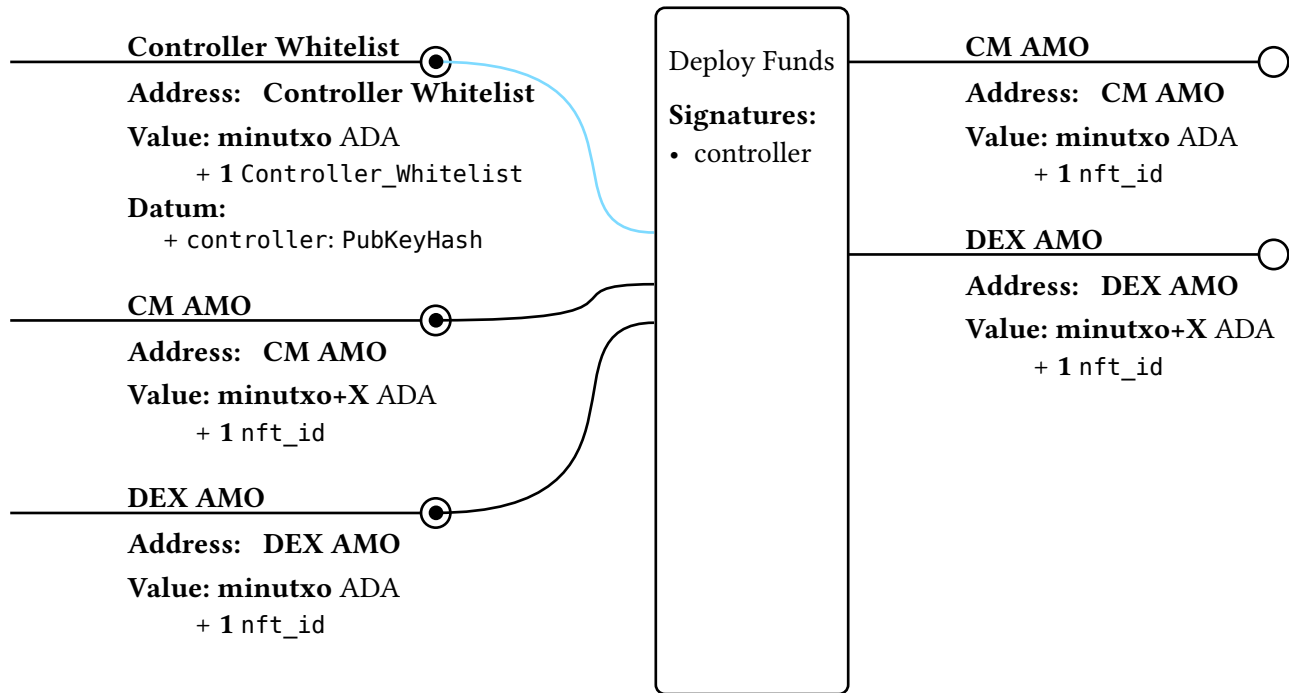 Controller Whitelist
Address: Controller Whitelist
Value: minutxo ADA
+ 1 Controller_Whitelist
Datum:
+ controller: PubKeyHash
CM AMO
Address: CM AMO
Value: minutxo+X ADA
+ 1 nft_id
DEX AMO
Address: DEX AMO
Value: minutxo ADA
+ 1 nft_id
Deploy Funds
Signatures:
• controller
CM AMO
Address: CM AMO
Value: minutxo ADA
+ 1 nft_id
DEX AMO
Address: DEX AMO
Value: minutxo+X ADA
+ 1 nft_id